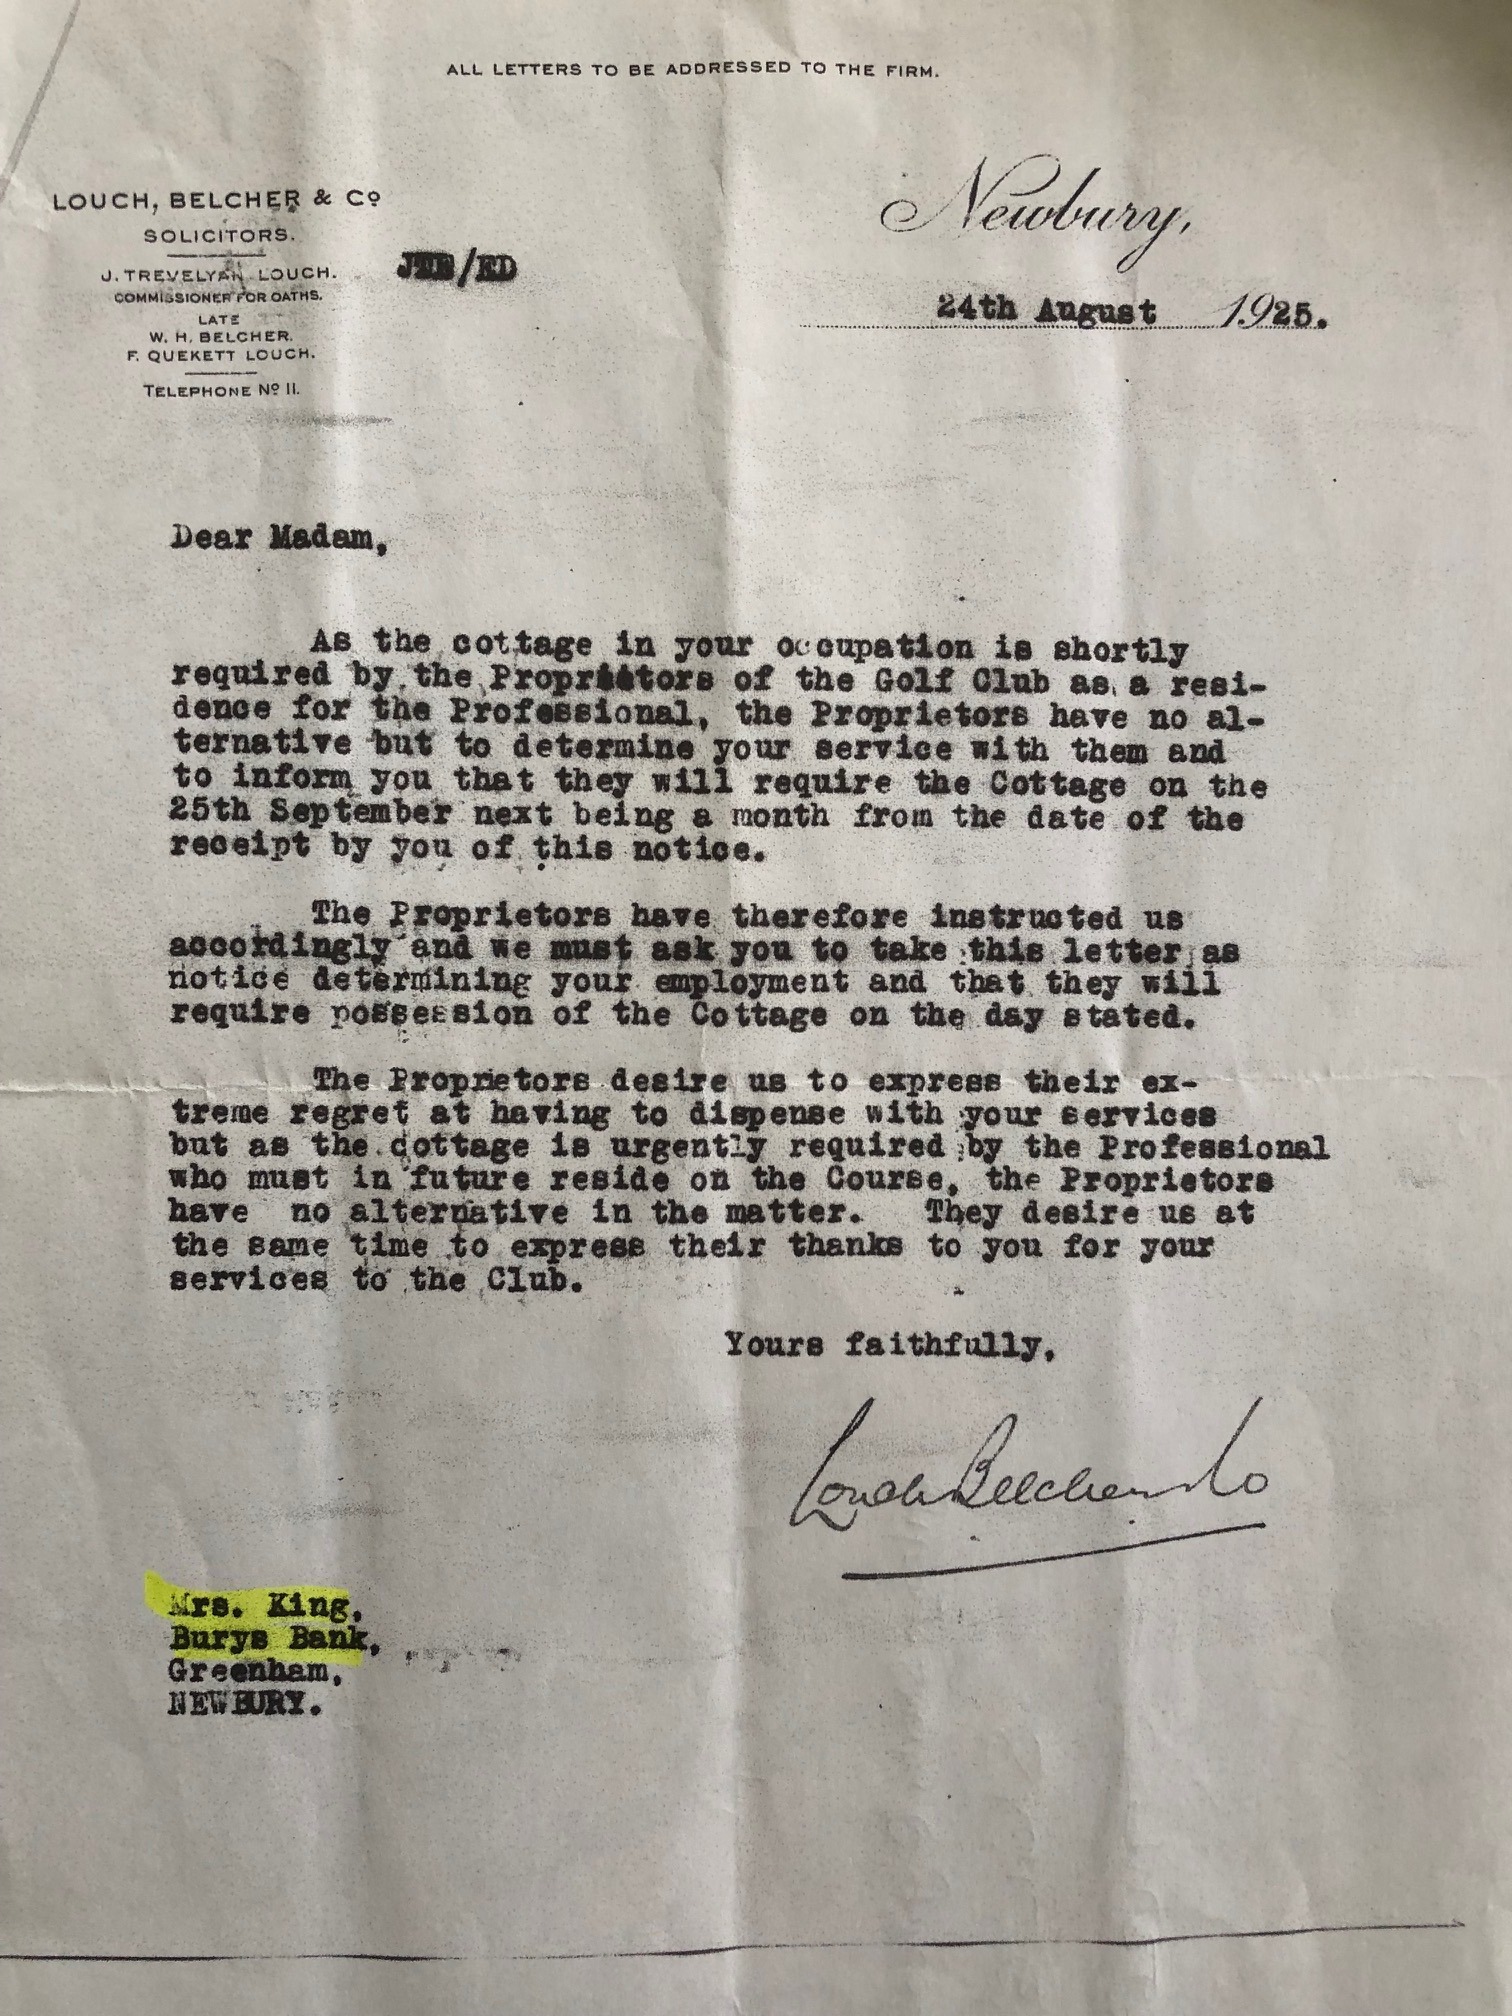 ALL LETTERS TO BE ADDRESSED TO THE FIRM.
LOUCH, BELCHER & Cº
SOLICITORS.
J. TREVELYAN LOUCH.
COMMISSIONER FOR OATHS.
LATE
W. H. BELCHER.
F. QUEKETT LOUCH.
TELEPHONE Nº 11.
/ED
Newbury,
24th August 1925.
Dear Madam,
As the cottage in your occupation is shortly
required by the Proprietors of the Golf Club as a resi-
dence for the Professional, the Proprietors have no al-
ternative but to determine your service with them and
to inform you that they will require the Cottage on the
25th September next being a month from the date of the
receipt by you of this notice.
The Proprietors have therefore instructed us
accordingly and we must ask you to take this letter as
notice determining your employment and that they will
require possession of the Cottage on the day stated.
The Proprietors desire us to express their ex-
treme regret at having to dispense with your services
but as the cottage is urgently required by the Professional
who must in future reside on the Course, the Proprietors
have no alternative in the matter. They desire us at
the same time to express their thanks to you for your
services to the Club.
Yours faithfully,
Louch Belcher & Co
Mrs. King,
Burys Bank,
Greenham,
NEWBURY.